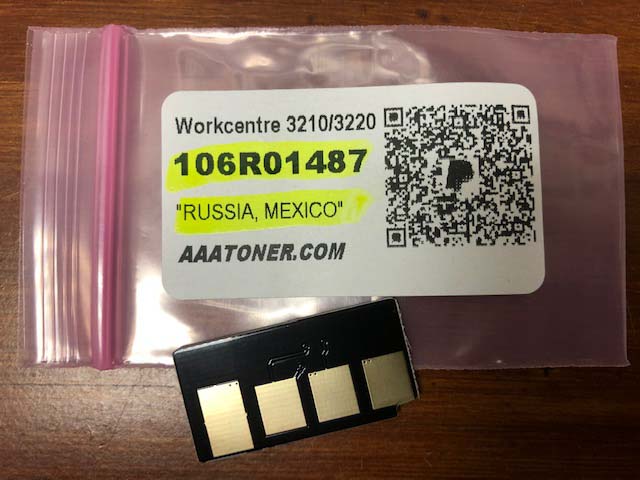 Workcentre 3210/3220
106R01487
"RUSSIA, MEXICO"
AAATONER.COM